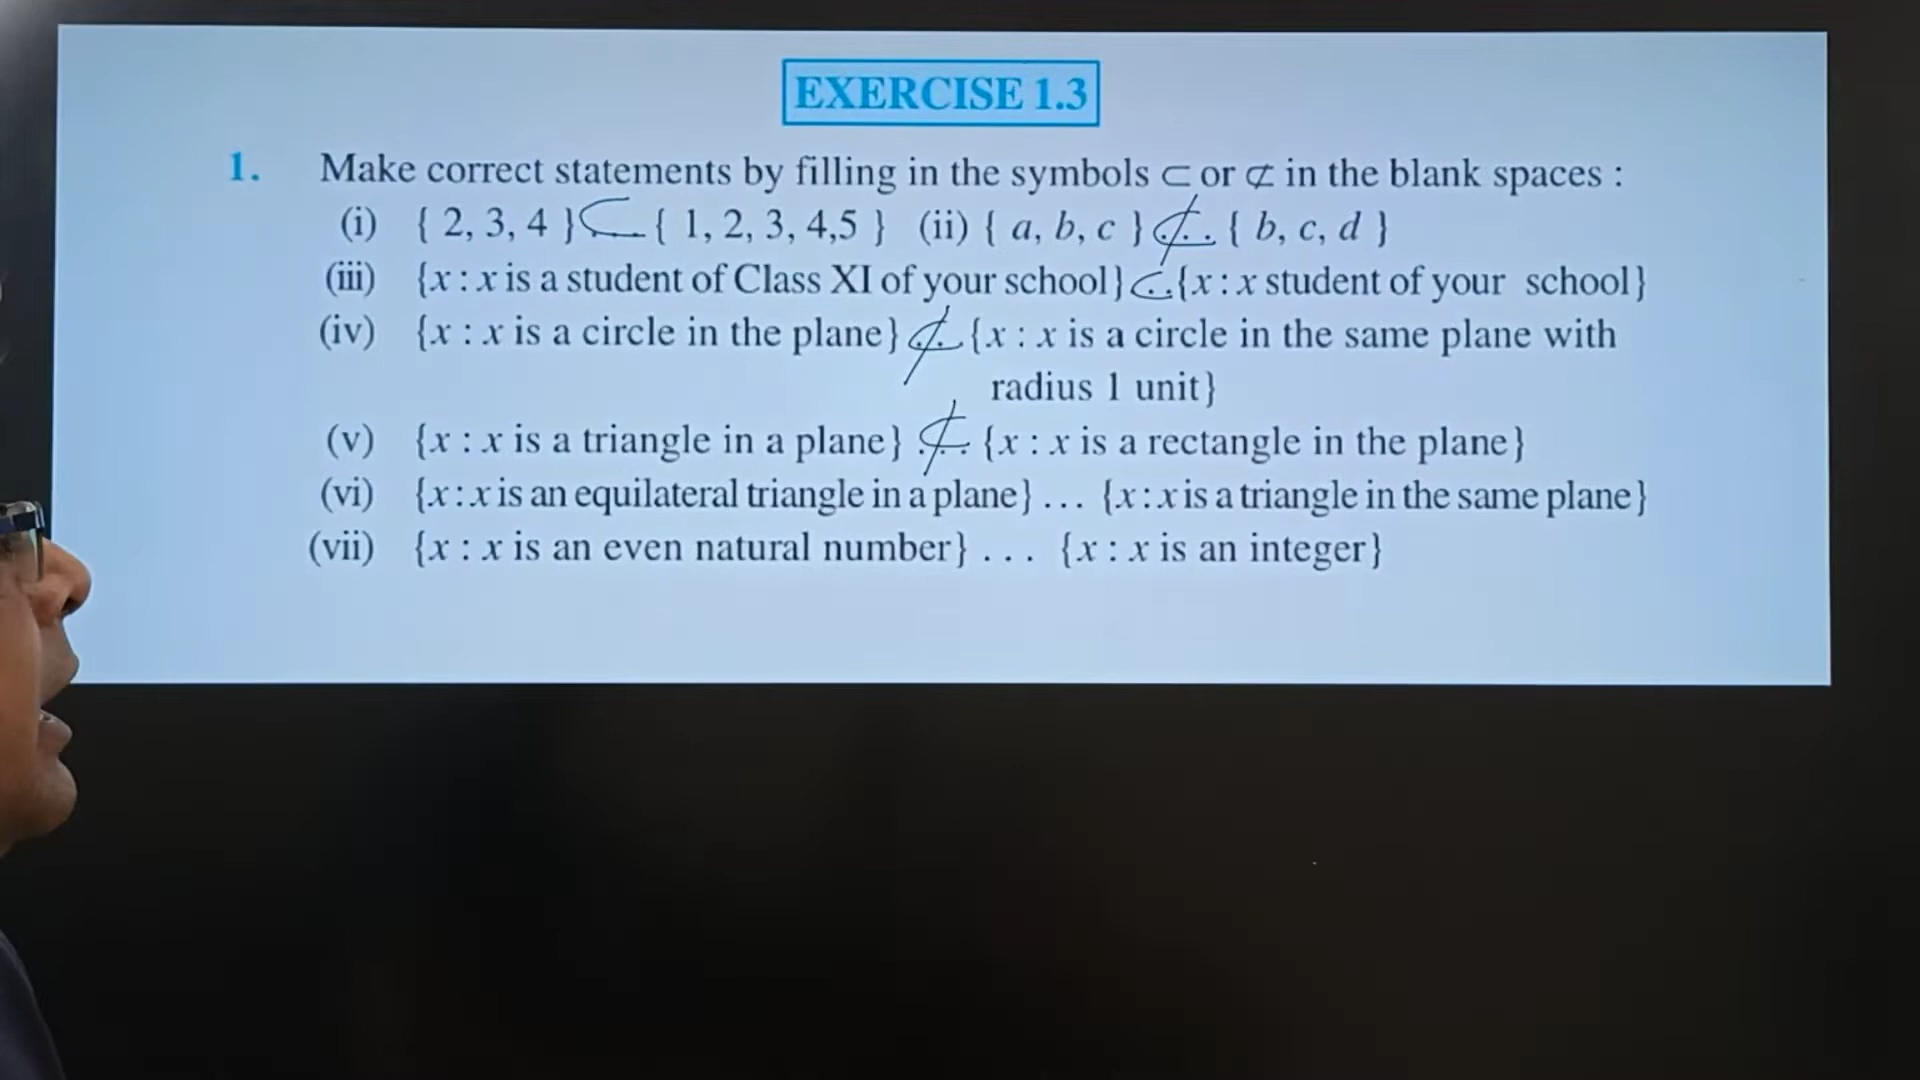 EXERCISE 1.3
1. Make correct statements by filling in the symbols ⊂ or ⊄ in the blank spaces :
(i) { 2, 3, 4 } ⊂ { 1, 2, 3, 4,5 } (ii) { a, b, c } ⊄ . . { b, c, d }
(iii) {x : x is a student of Class XI of your school} ⊂ . . {x : x student of your school}
(iv) {x : x is a circle in the plane} ⊄ . . {x : x is a circle in the same plane with
radius 1 unit}
(v) {x : x is a triangle in a plane} ⊄ . . . {x : x is a rectangle in the plane}
(vi) {x : x is an equilateral triangle in a plane} . . . {x : x is a triangle in the same plane}
(vii) {x : x is an even natural number} . . . {x : x is an integer}